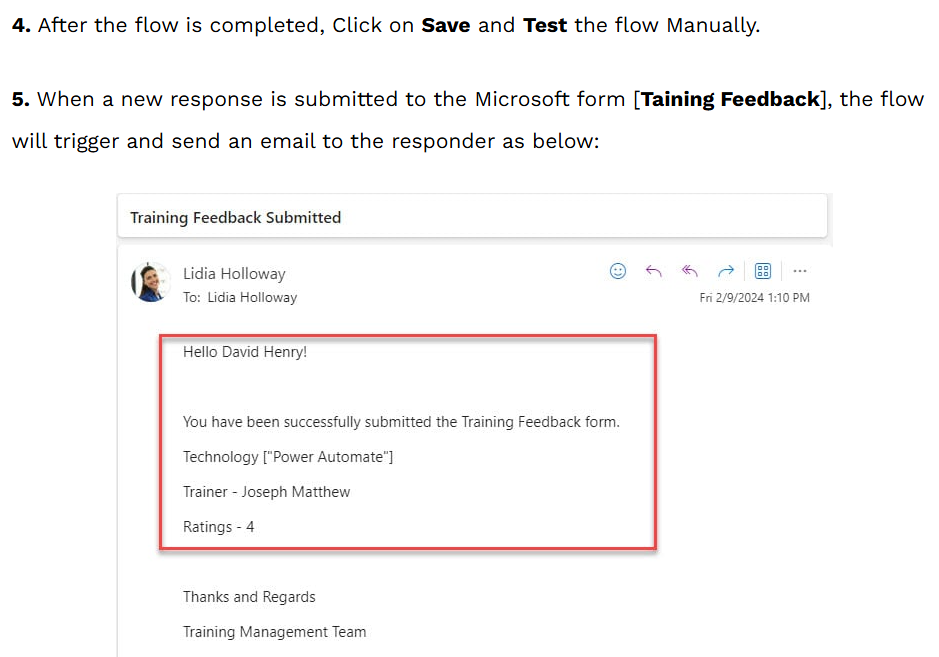 4. After the flow is completed, Click on Save and Test the flow Manually.
5. When a new response is submitted to the Microsoft form [Taining Feedback], the flow
will trigger and send an email to the responder as below:
Training Feedback Submitted
Lidia Holloway
To: Lidia Holloway
Fri 2/9/2024 1:10 PM
Hello David Henry!
You have been successfully submitted the Training Feedback form.
Technology ["Power Automate"]
Trainer - Joseph Matthew
Ratings - 4
Thanks and Regards
Training Management Team